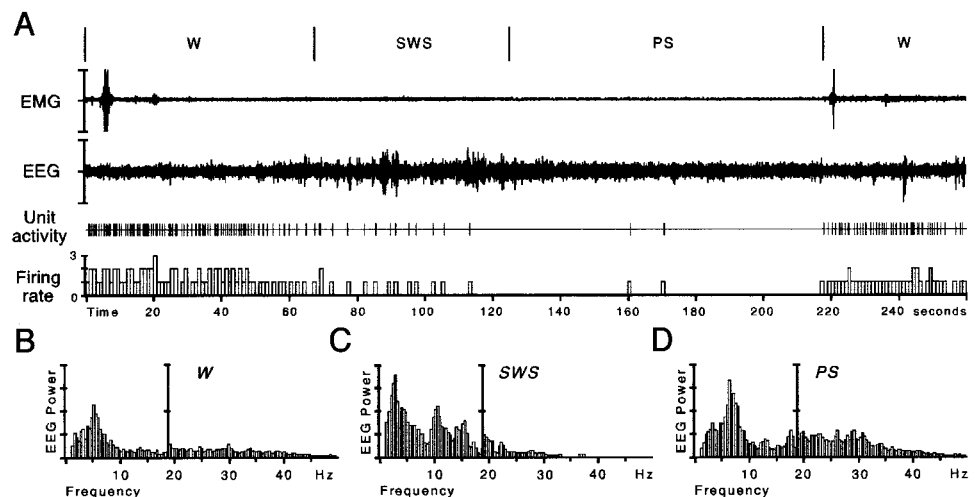 A
W SWS PS W
EMG
EEG
Unit
activity
3
Firing
rate
0
Time 20 40 60 80 100 120 140 160 180 200 220 240 seconds
B C D
W SWS PS
EEG Power EEG Power EEG Power
10 20 30 40 Hz 10 20 30 40 Hz 10 20 30 40 Hz
Frequency Frequency Frequency